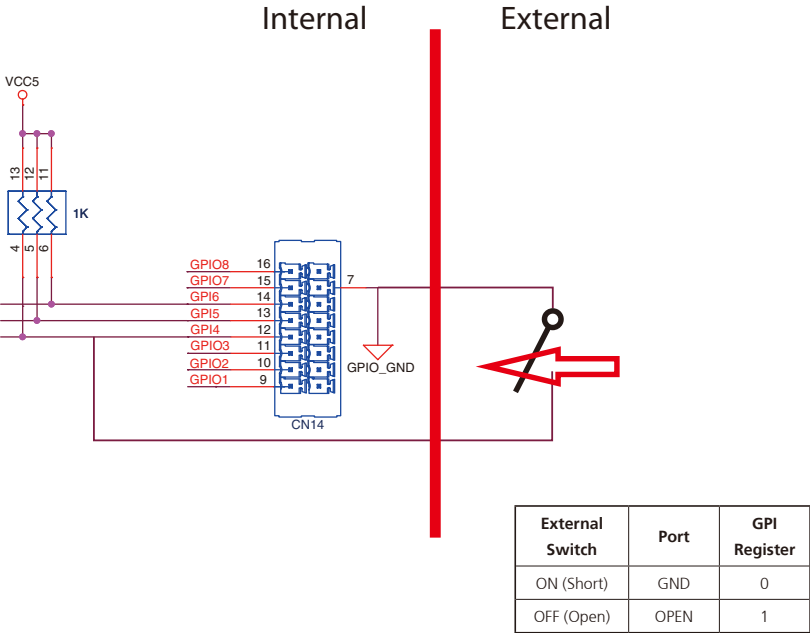 Internal
External
VCC5
13
12
11
1K
4
5
6
GPIO8 16
GPIO7 15
GPI6 14
GPI5 13
GPI4 12
GPIO3 11
GPIO2 10
GPIO1 9
7
GPIO_GND
CN14
External Switch Port GPI Register
ON (Short) GND 0
OFF (Open) OPEN 1